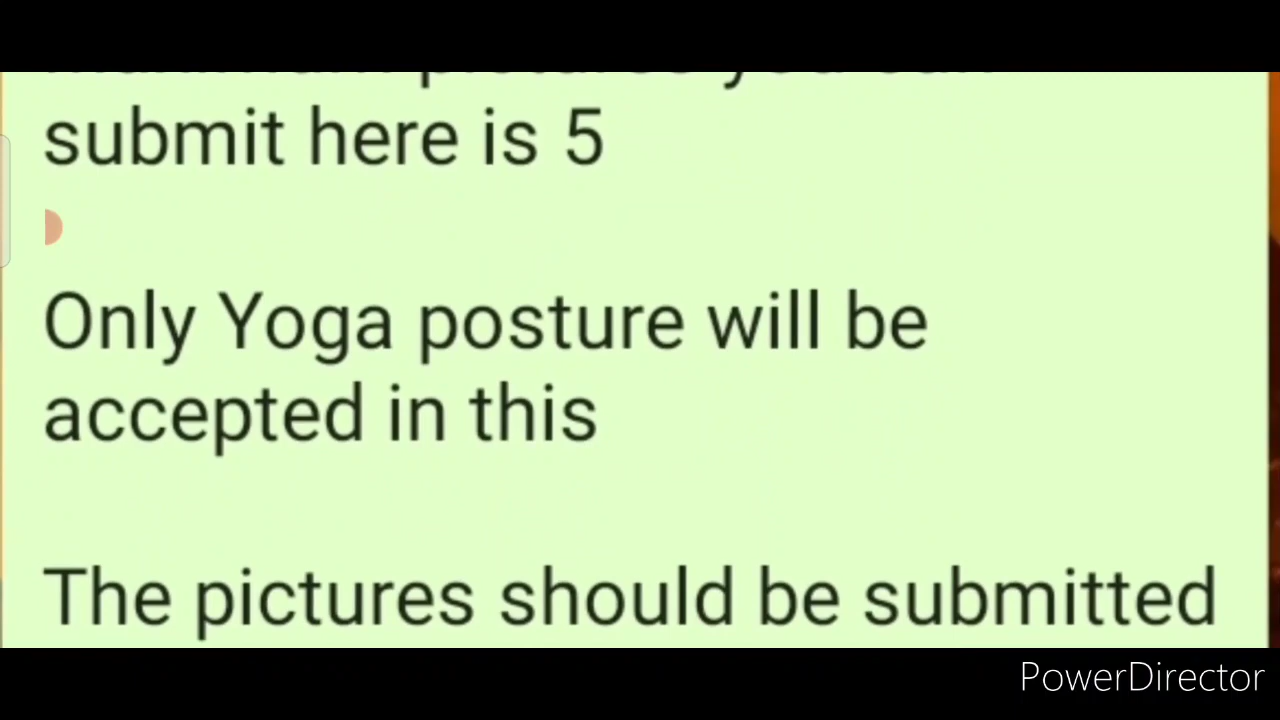 submit here is 5
Only Yoga posture will be
accepted in this
The pictures should be submitted
PowerDirector